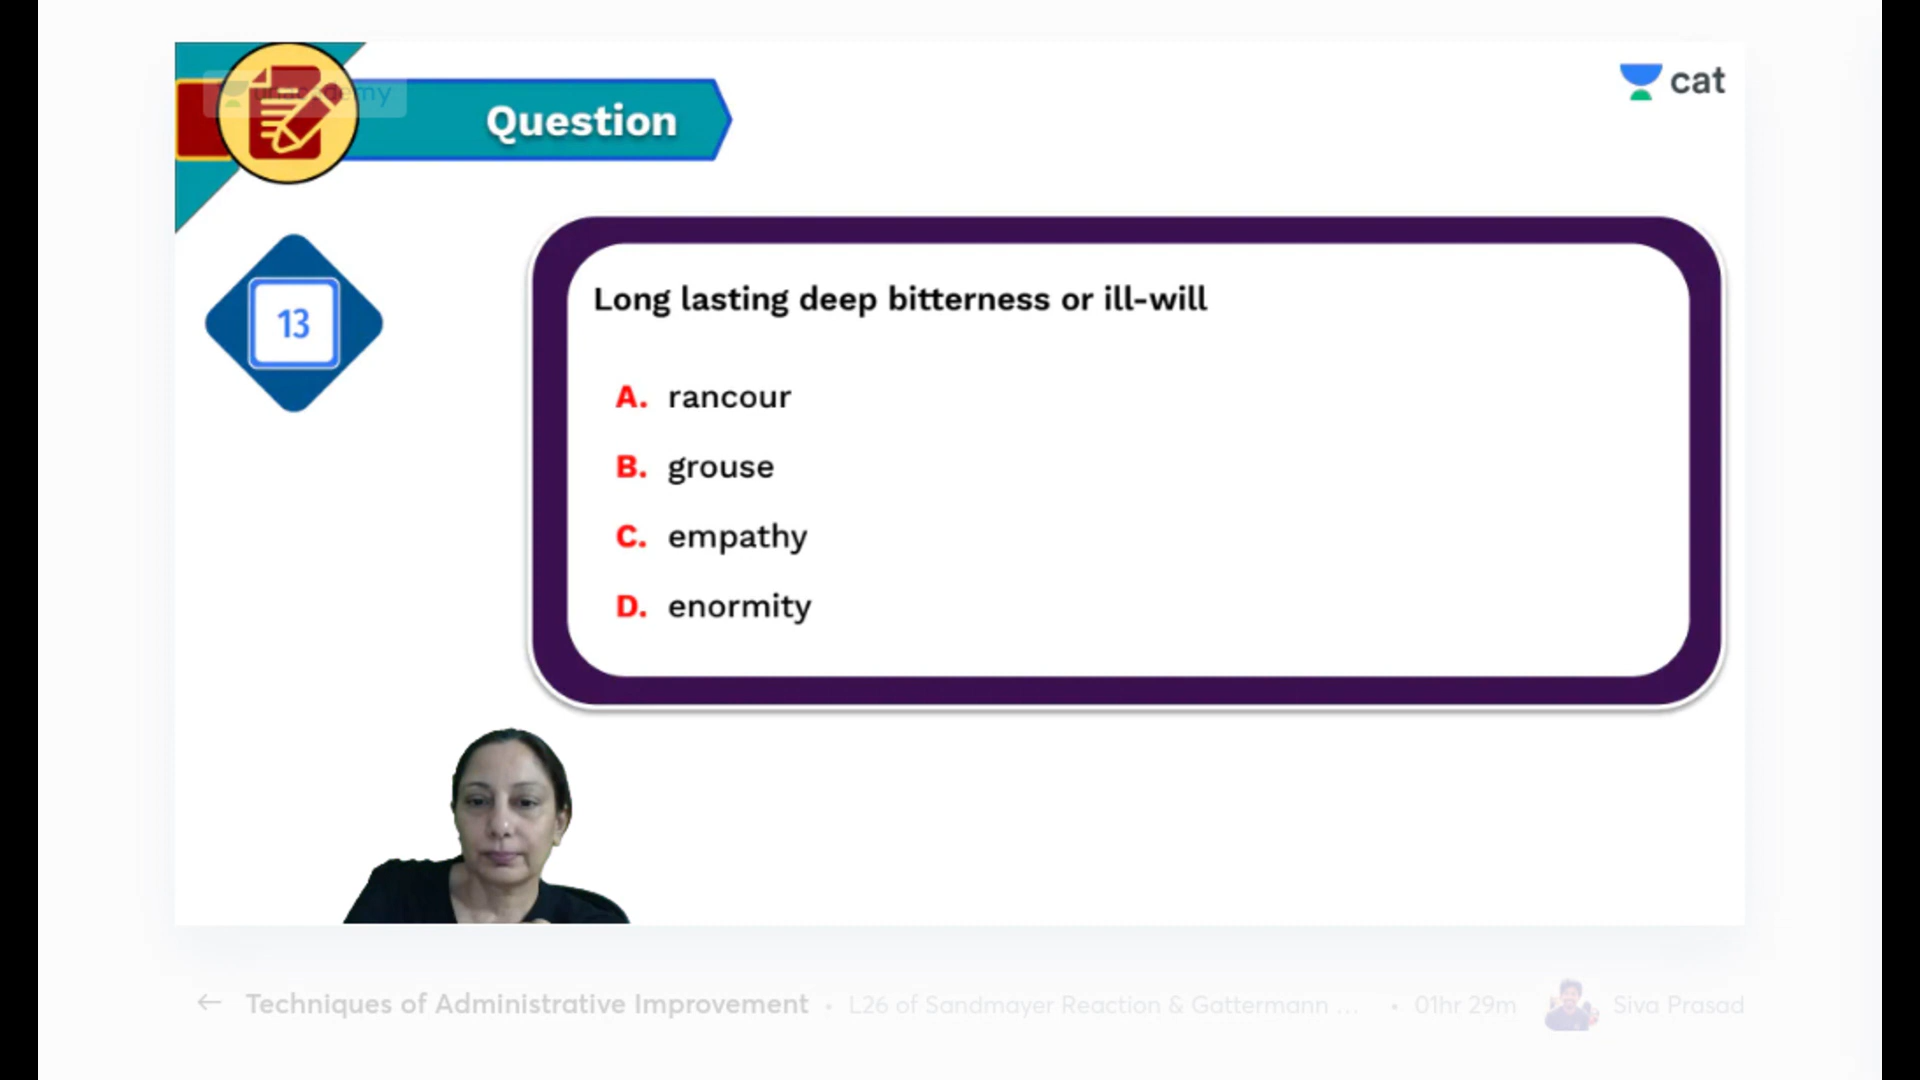 unacademy
Question
cat
13
Long lasting deep bitterness or ill-will
A. rancour
B. grouse
C. empathy
D. enormity
← Techniques of Administrative Improvement • L26 of Sandmayer Reaction & Gattermann ... • 01hr 29m Siva Prasad